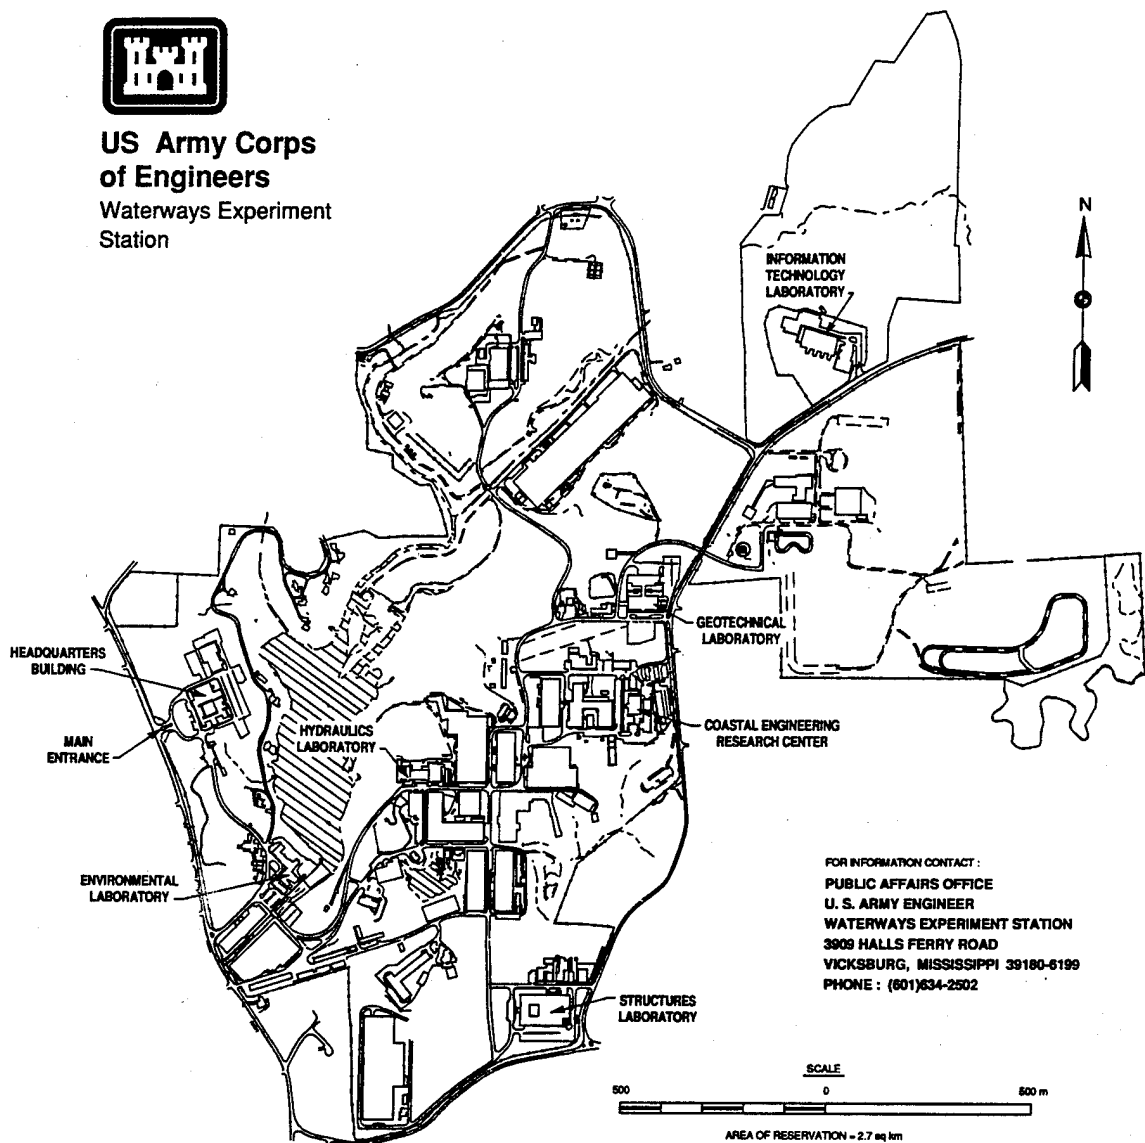 US Army Corps
of Engineers
Waterways Experiment
Station
N
INFORMATION
TECHNOLOGY
LABORATORY
GEOTECHNICAL
LABORATORY
HEADQUARTERS
BUILDING
MAIN
ENTRANCE
HYDRAULICS
LABORATORY
COASTAL ENGINEERING
RESEARCH CENTER
ENVIRONMENTAL
LABORATORY
STRUCTURES
LABORATORY
FOR INFORMATION CONTACT :
PUBLIC AFFAIRS OFFICE
U. S. ARMY ENGINEER
WATERWAYS EXPERIMENT STATION
3909 HALLS FERRY ROAD
VICKSBURG, MISSISSIPPI 39180-6199
PHONE : (601)634-2502
SCALE
500 0 500 m
AREA OF RESERVATION = 2.7 sq km